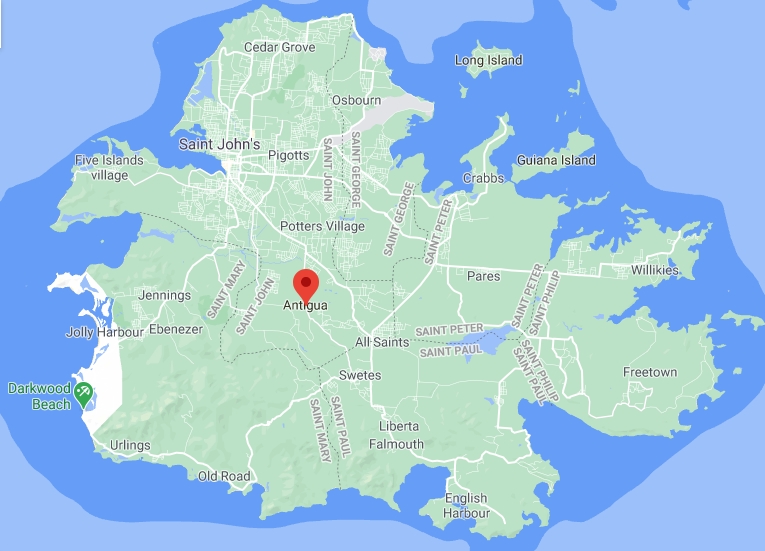 Cedar Grove
Long Island
Osbourn
Saint John's
Pigotts
Five Islands
village
Guiana Island
Crabbs
SAINT JOHN
SAINT GEORGE
SAINT GEORGE
SAINT PETER
Potters Village
Pares
Willikies
SAINT PETER
SAINT PHILIP
SAINT MARY
SAINT JOHN
Jennings
Antigua
Jolly Harbour
Ebenezer
All Saints
SAINT PETER
SAINT PAUL
SAINT PHILIP
SAINT PAUL
Swetes
Freetown
Darkwood
Beach
SAINT MARY
SAINT PAUL
Liberta
Falmouth
Urlings
Old Road
English
Harbour